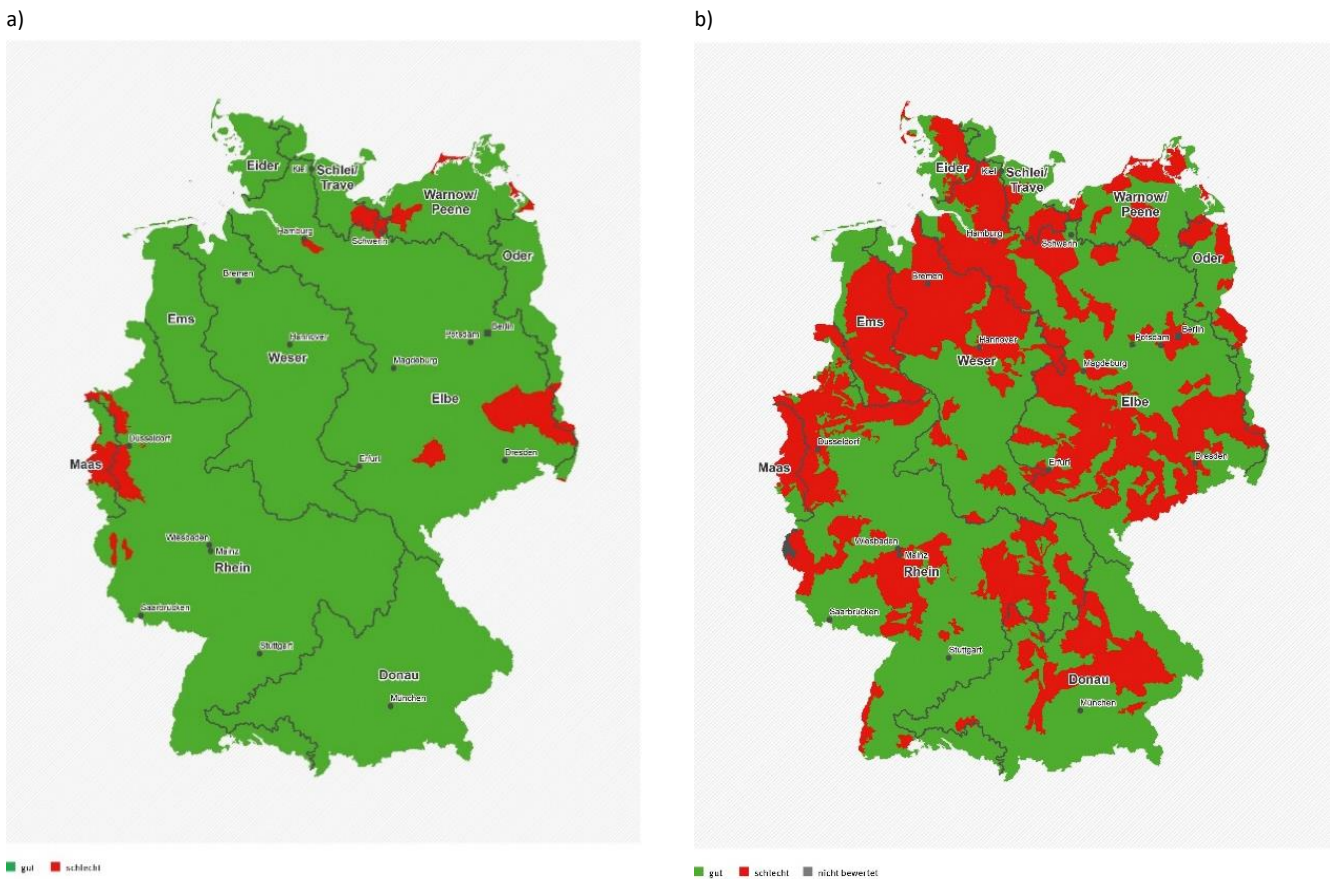 a)
Eider
Kiel
Schlei/
Trave
Warnow/
Peene
Hamburg
Schwerin
Oder
Bremen
Ems
Hannover
Weser
Potsdam
Berlin
Magdeburg
Elbe
Düsseldorf
Maas
Erfurt
Dresden
Wiesbaden
Mainz
Rhein
Saarbrücken
Stuttgart
Donau
München
gut schlecht
b)
Eider
Kiel
Schlei/
Trave
Warnow/
Peene
Hamburg
Schwerin
Oder
Bremen
Ems
Hannover
Weser
Potsdam
Berlin
Magdeburg
Elbe
Düsseldorf
Maas
Erfurt
Dresden
Wiesbaden
Mainz
Rhein
Saarbrücken
Stuttgart
Donau
München
gut schlecht nicht bewertet